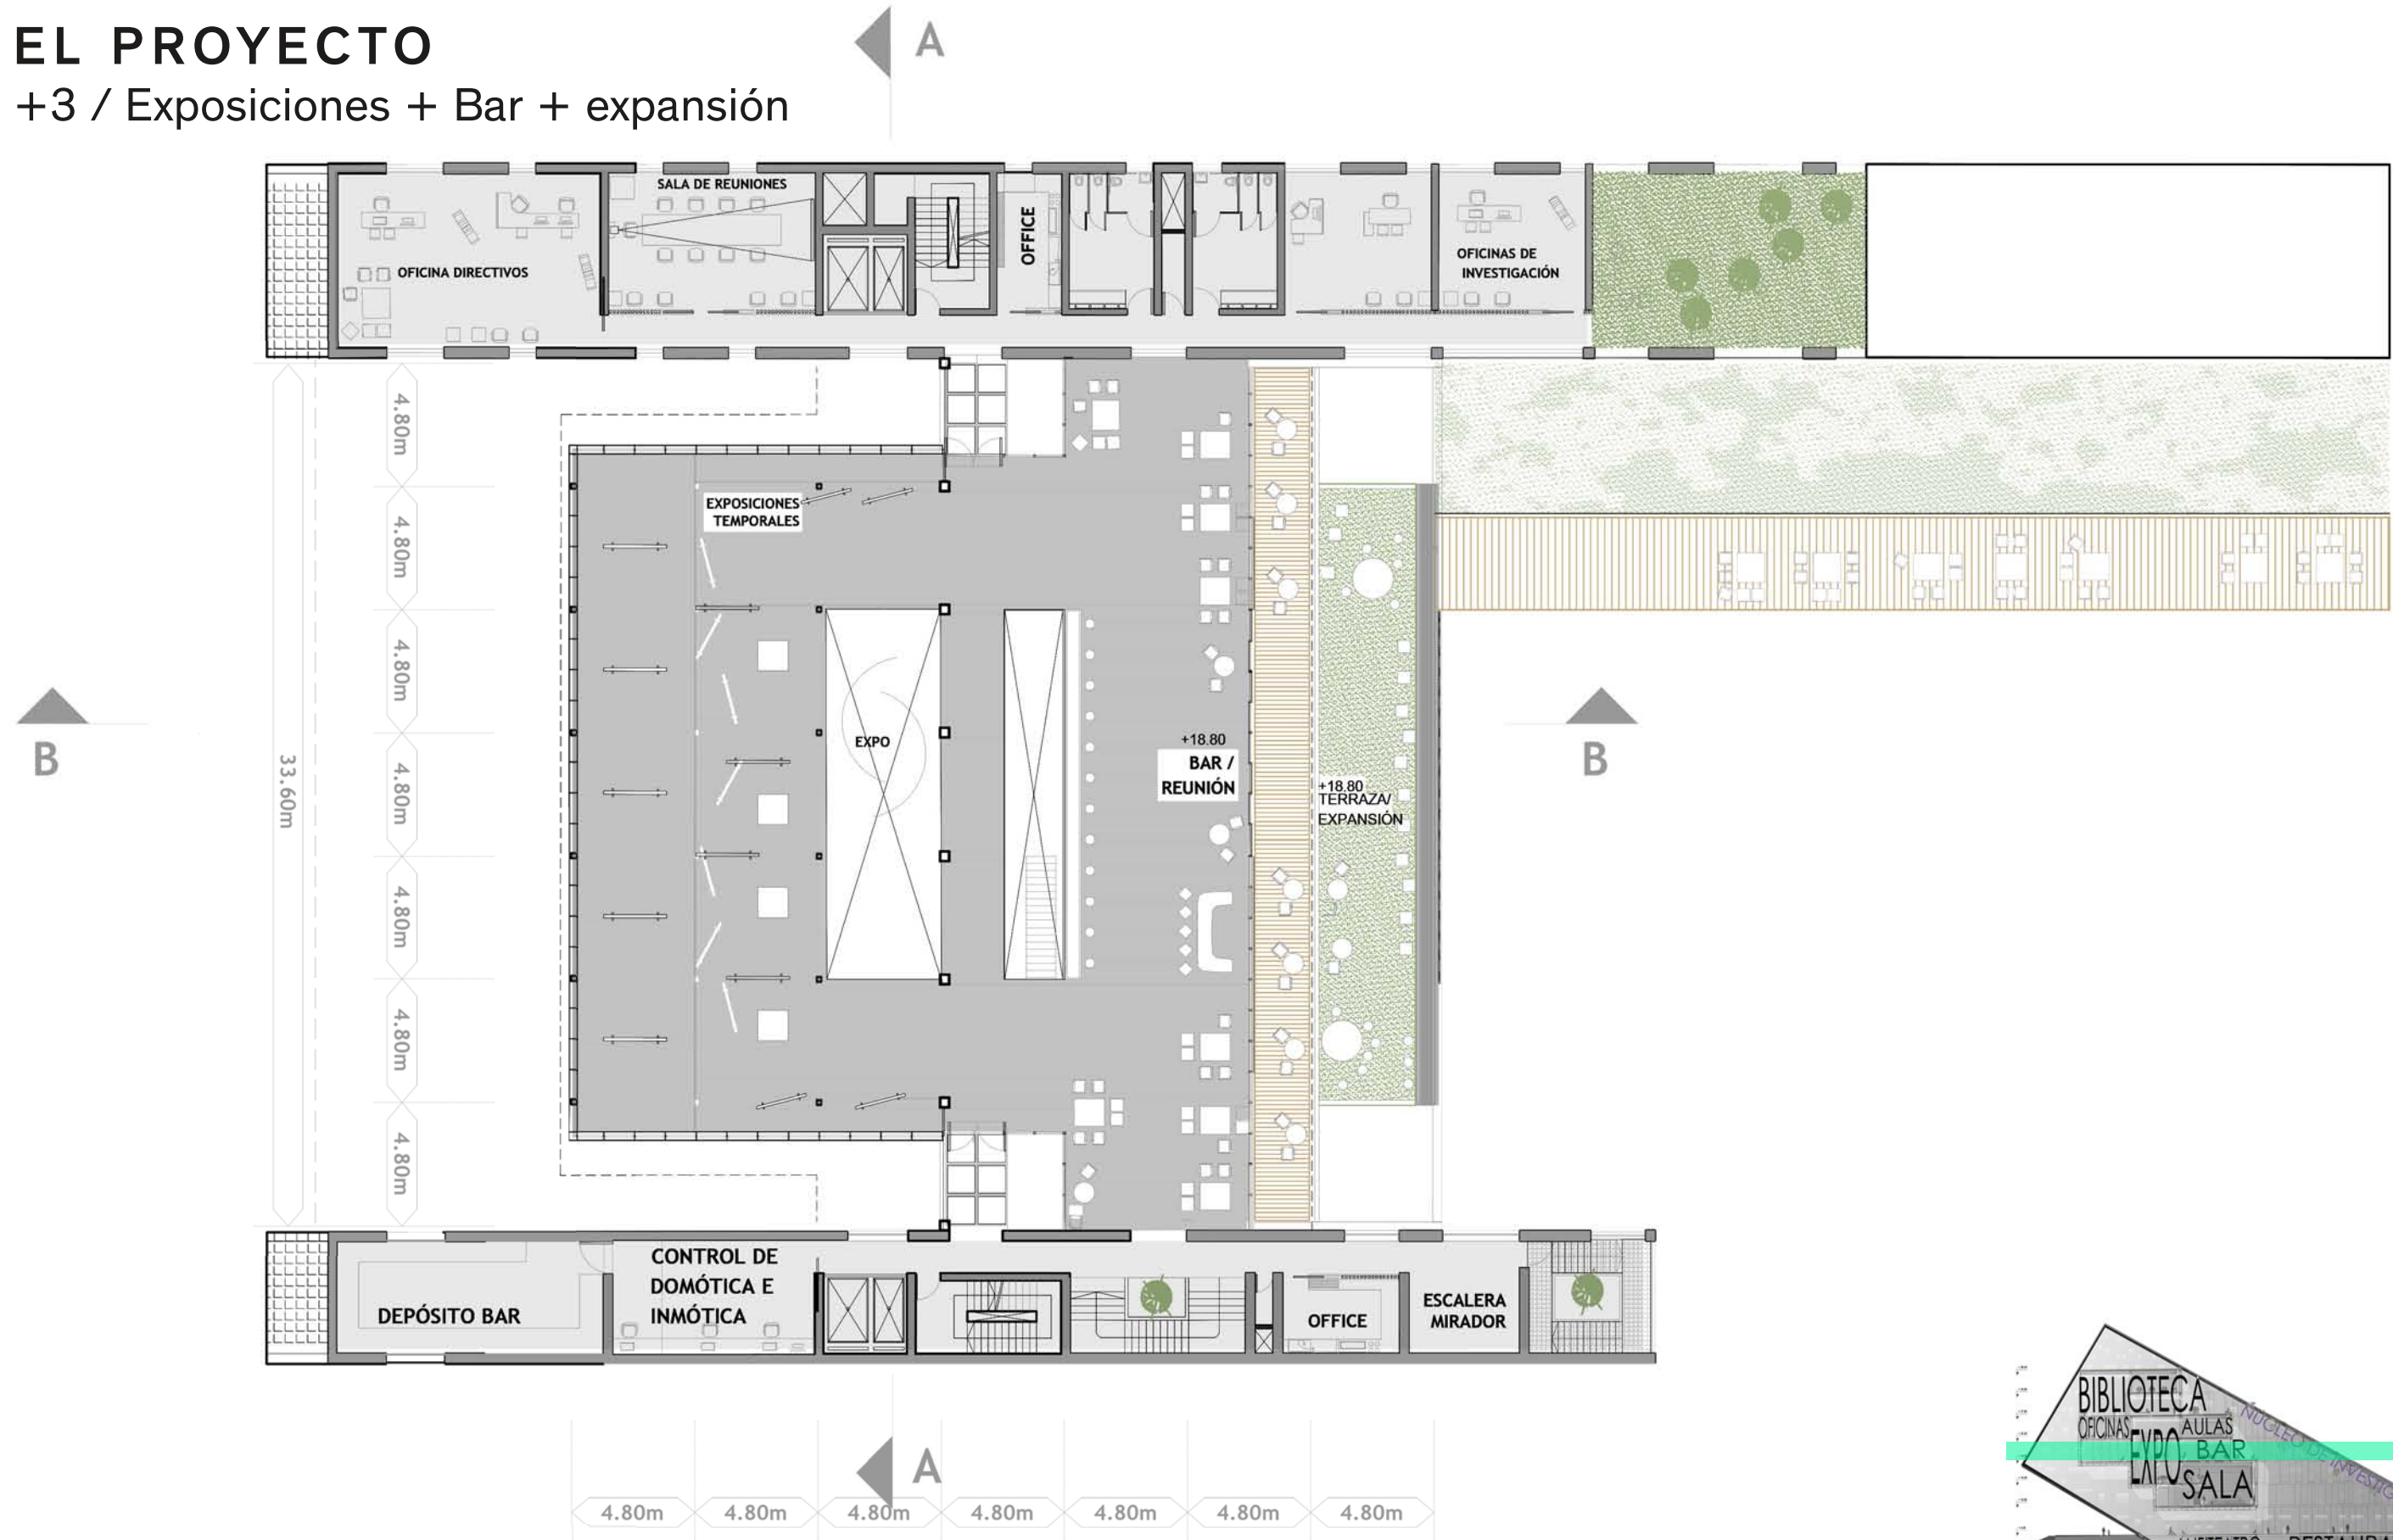 EL PROYECTO
+3 / Exposiciones + Bar + expansión
A
SALA DE REUNIONES
OFICINA DIRECTIVOS
OFFICE
OFICINAS DE
INVESTIGACIÓN
4.80m
4.80m
4.80m
4.80m
4.80m
4.80m
4.80m
33.60m
EXPOSICIONES
TEMPORALES
EXPO
+18.80
BAR /
REUNIÓN
+18.80
TERRAZA/
EXPANSIÓN
B
B
DEPÓSITO BAR
CONTROL DE
DOMÓTICA E
INMÓTICA
OFFICE
ESCALERA
MIRADOR
A
4.80m
4.80m
4.80m
4.80m
4.80m
4.80m
4.80m
BIBLIOTECA
OFICINAS
AULAS
EXPO
BAR
EXPO
SALA
NÚCLEO DE